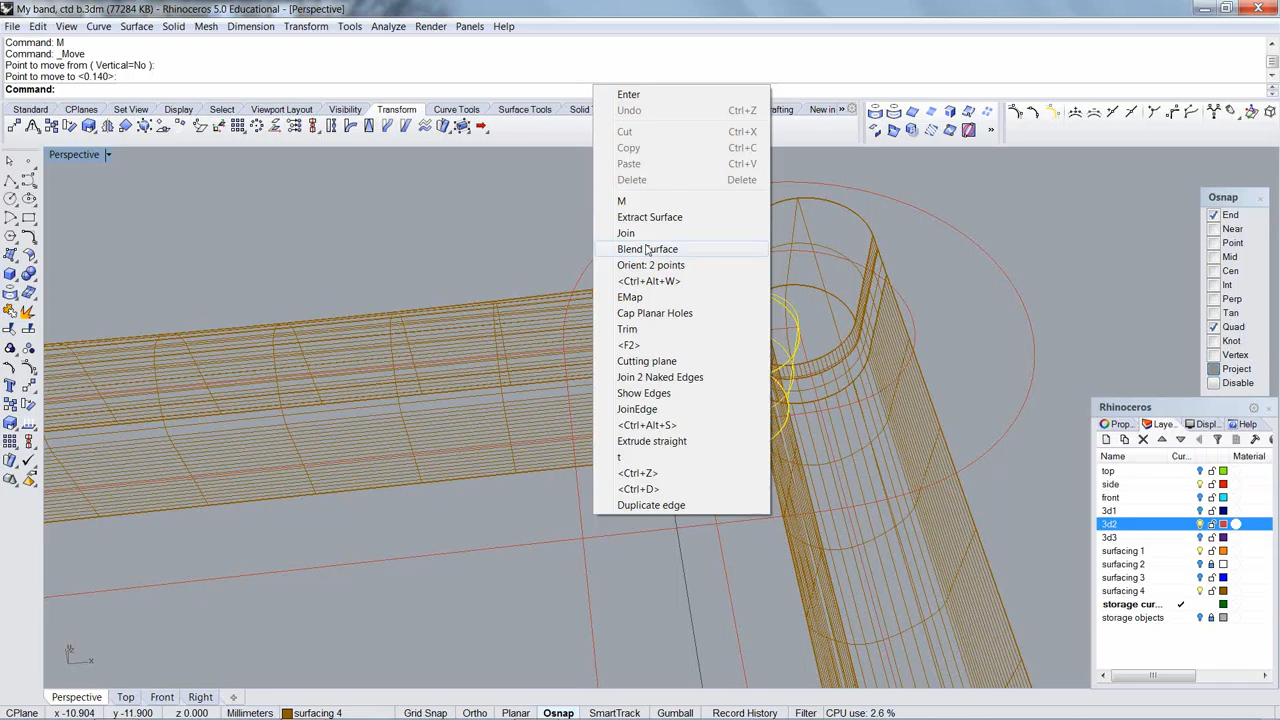 My band, ctd b.3dm (77284 KB) - Rhinoceros 5.0 Educational - [Perspective]
File Edit View Curve Surface Solid Mesh Dimension Transform Tools Analyze Render Panels Help
Command: M
Command: _Move
Point to move from ( Vertical=No ):
Point to move to <0.140>:
Command:
Standard CPlanes Set View Display Select Viewport Layout Visibility Transform Curve Tools Surface Tools Solid afting New in »
Perspective
Enter
Undo Ctrl+Z
Cut Ctrl+X
Copy Ctrl+C
Paste Ctrl+V
Delete Delete
M
Extract Surface
Join
Blend Surface
Orient: 2 points
<Ctrl+Alt+W>
EMap
Cap Planar Holes
Trim
<F2>
Cutting plane
Join 2 Naked Edges
Show Edges
JoinEdge
<Ctrl+Alt+S>
Extrude straight
t
<Ctrl+Z>
<Ctrl+D>
Duplicate edge
Osnap
End
Near
Point
Mid
Cen
Int
Perp
Tan
Quad
Knot
Vertex
Project
Disable
Rhinoceros
Prop... Laye... Displ... Help
Name Cur... Material
top
side
front
3d1
3d2
3d3
surfacing 1
surfacing 2
surfacing 3
surfacing 4
storage cur...
storage objects
x
Perspective Top Front Right
CPlane x -10.904 y -11.900 z 0.000 Millimeters surfacing 4 Grid Snap Ortho Planar Osnap SmartTrack Gumball Record History Filter CPU use: 2.6 %